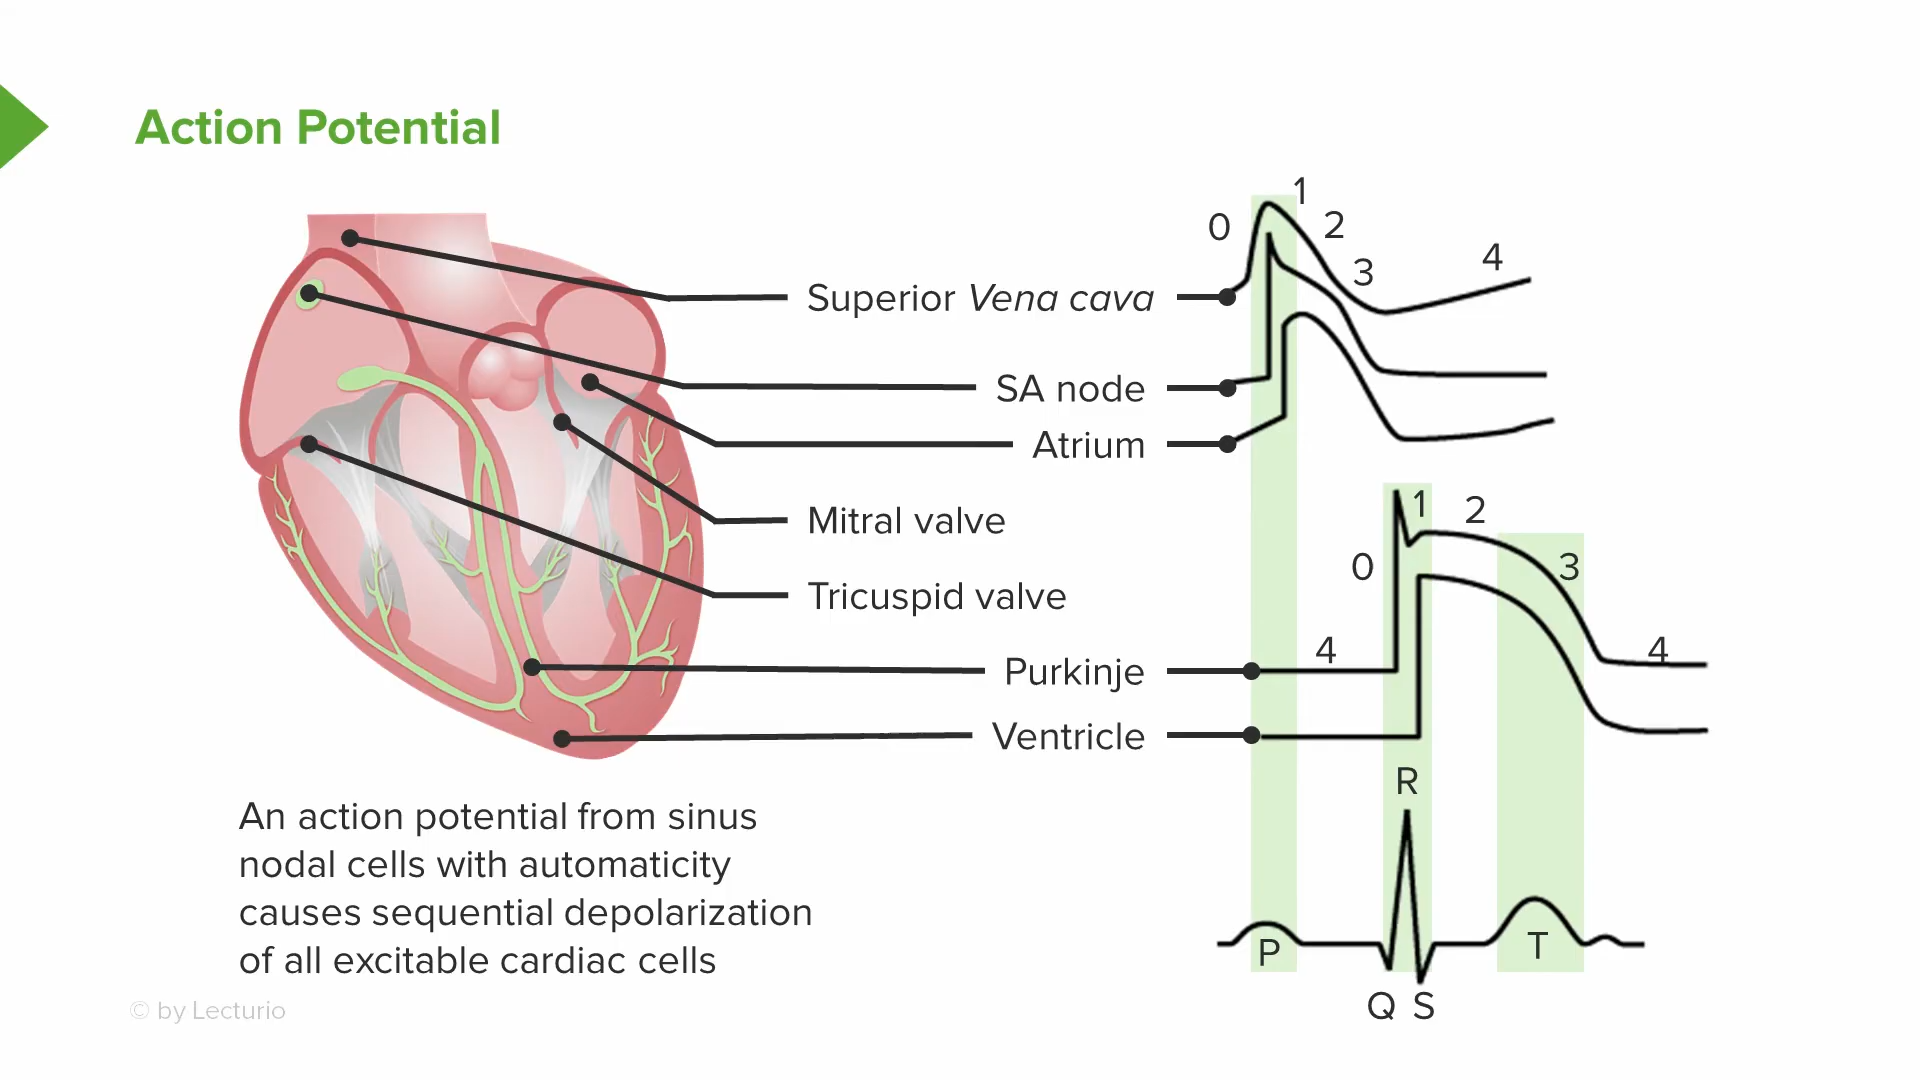 Action Potential
0
1
2
3
4
Superior Vena cava
SA node
Atrium
Mitral valve
Tricuspid valve
Purkinje
Ventricle
0
1
2
3
4
4
R
P
T
Q S
An action potential from sinus
nodal cells with automaticity
causes sequential depolarization
of all excitable cardiac cells
© by Lecturio